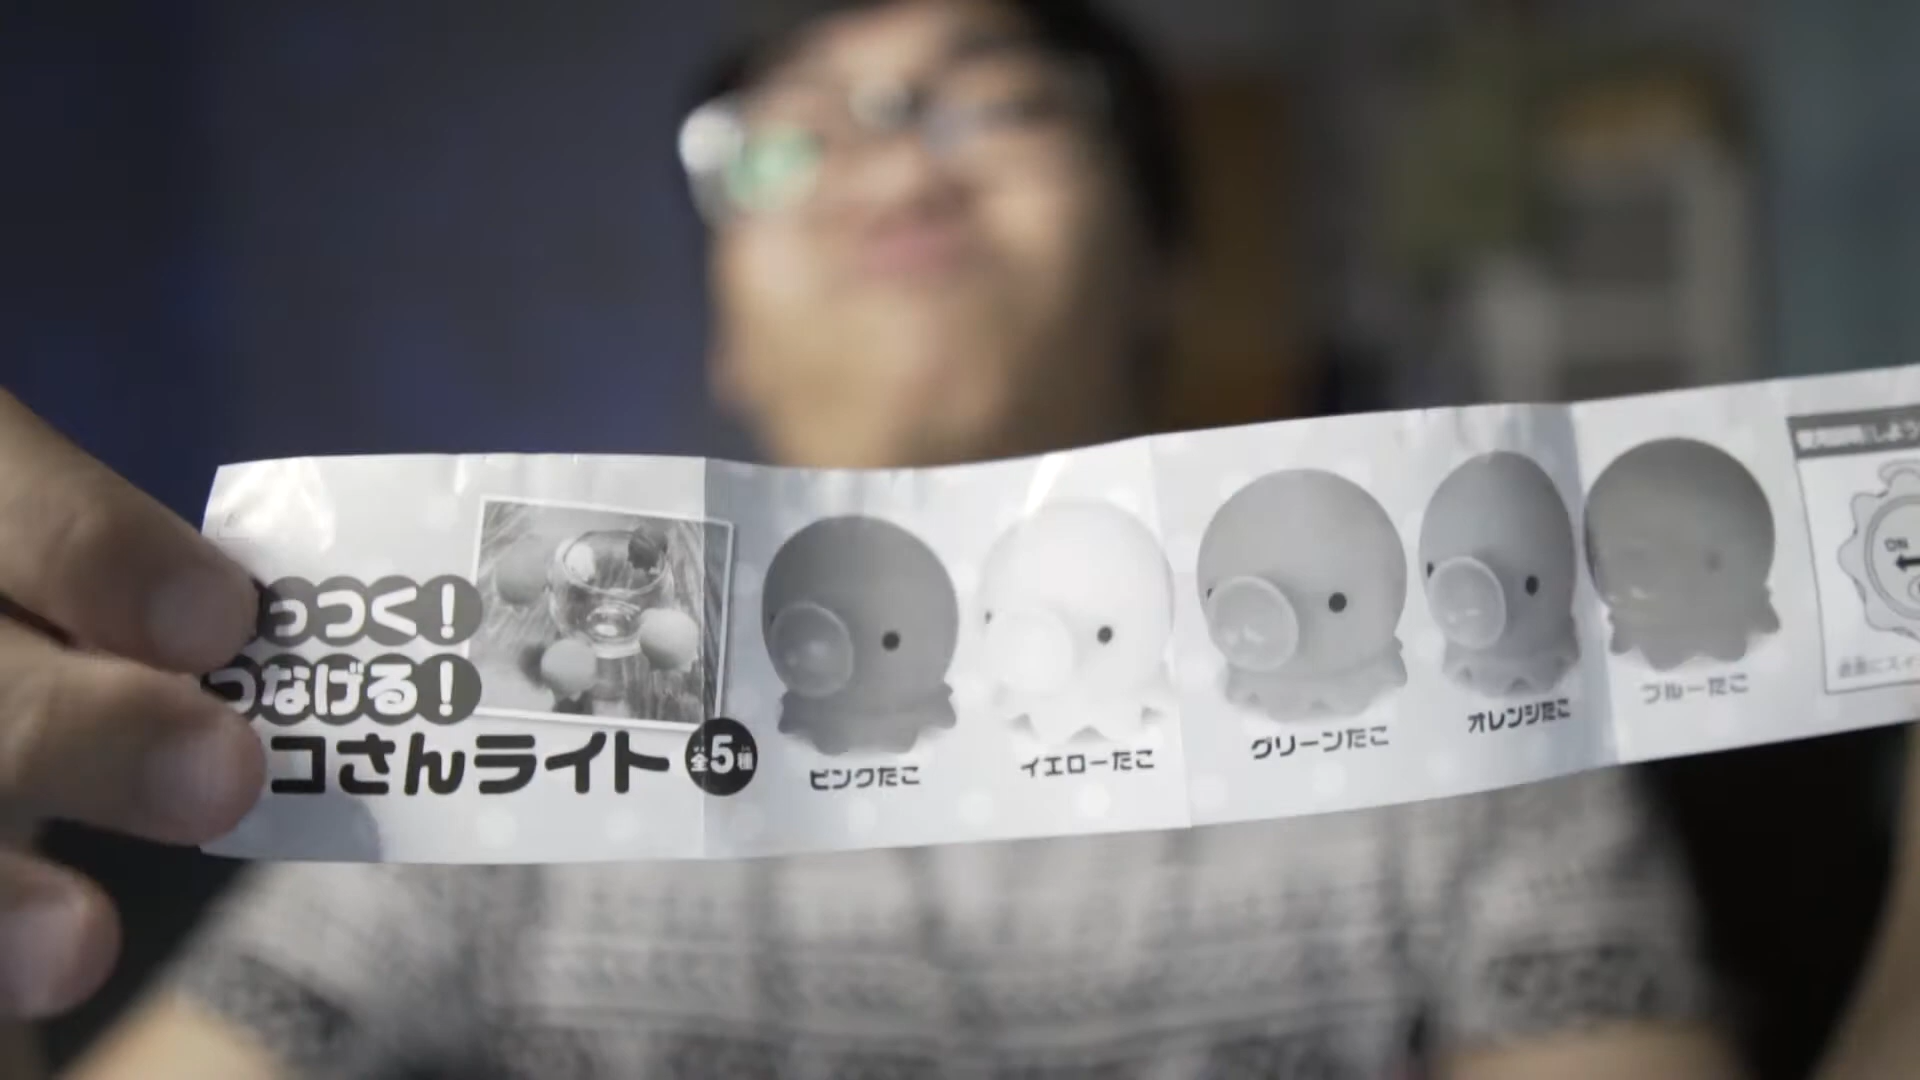 っつく!
つなげる!
コさんライト 全5種
ピンクたこ
イエローたこ
グリーンたこ
オレンジたこ
ブルーたこ
ON